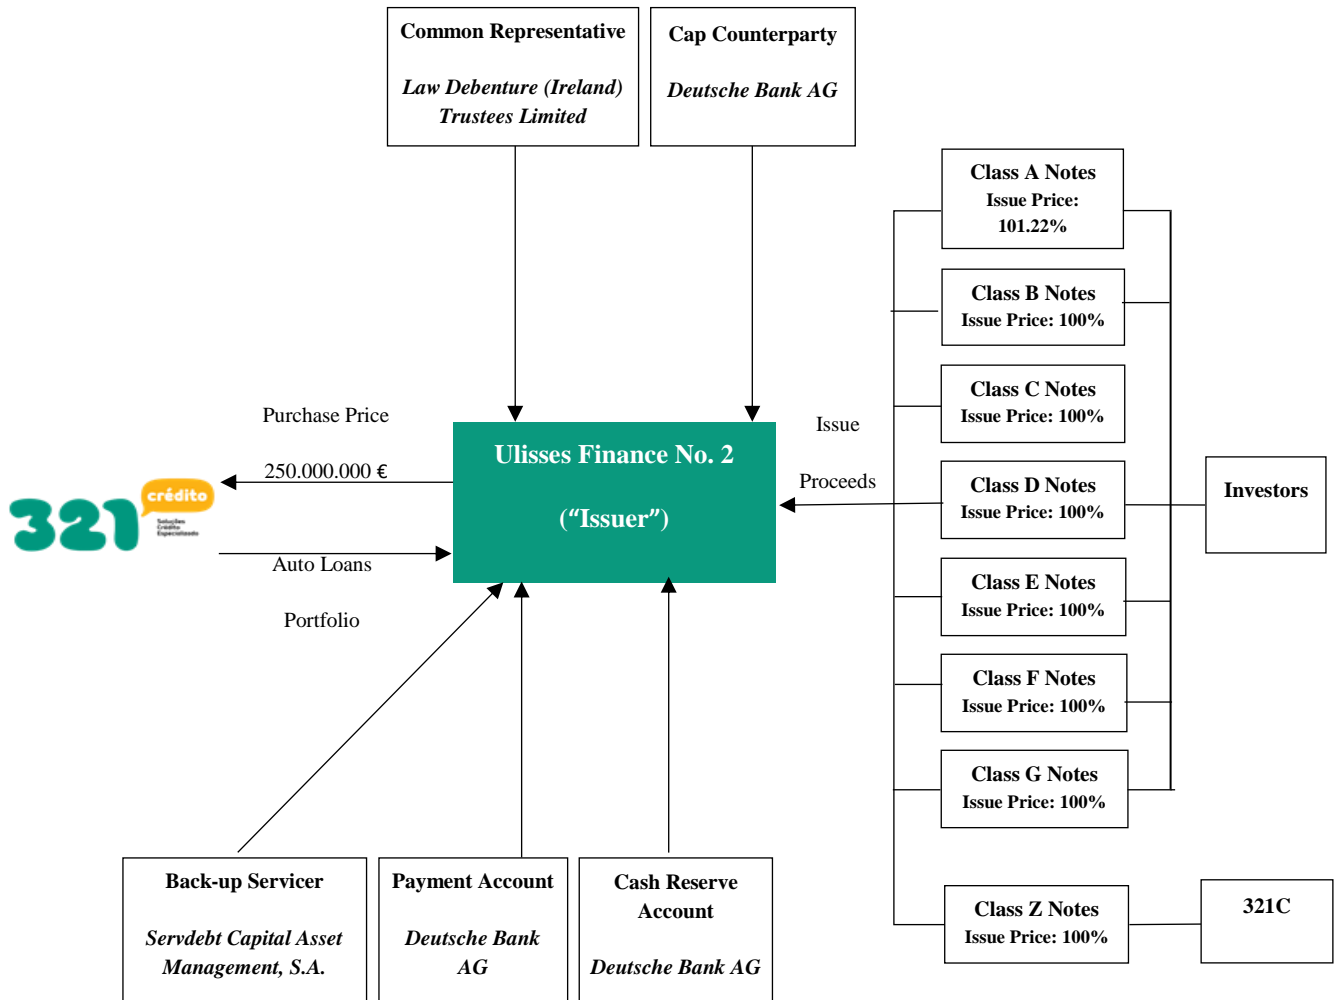 Common Representative
Law Debenture (Ireland)
Trustees Limited
Cap Counterparty
Deutsche Bank AG
Class A Notes
Issue Price:
101.22%
Class B Notes
Issue Price: 100%
Class C Notes
Issue Price: 100%
Purchase Price
250.000.000 €
321
crédito
Soluções
Crédito
Especializado
Auto Loans
Portfolio
Ulisses Finance No. 2
(“Issuer”)
Issue
Proceeds
Class D Notes
Issue Price: 100%
Investors
Class E Notes
Issue Price: 100%
Class F Notes
Issue Price: 100%
Class G Notes
Issue Price: 100%
Back-up Servicer
Servdebt Capital Asset
Management, S.A.
Payment Account
Deutsche Bank
AG
Cash Reserve
Account
Deutsche Bank AG
Class Z Notes
Issue Price: 100%
321C